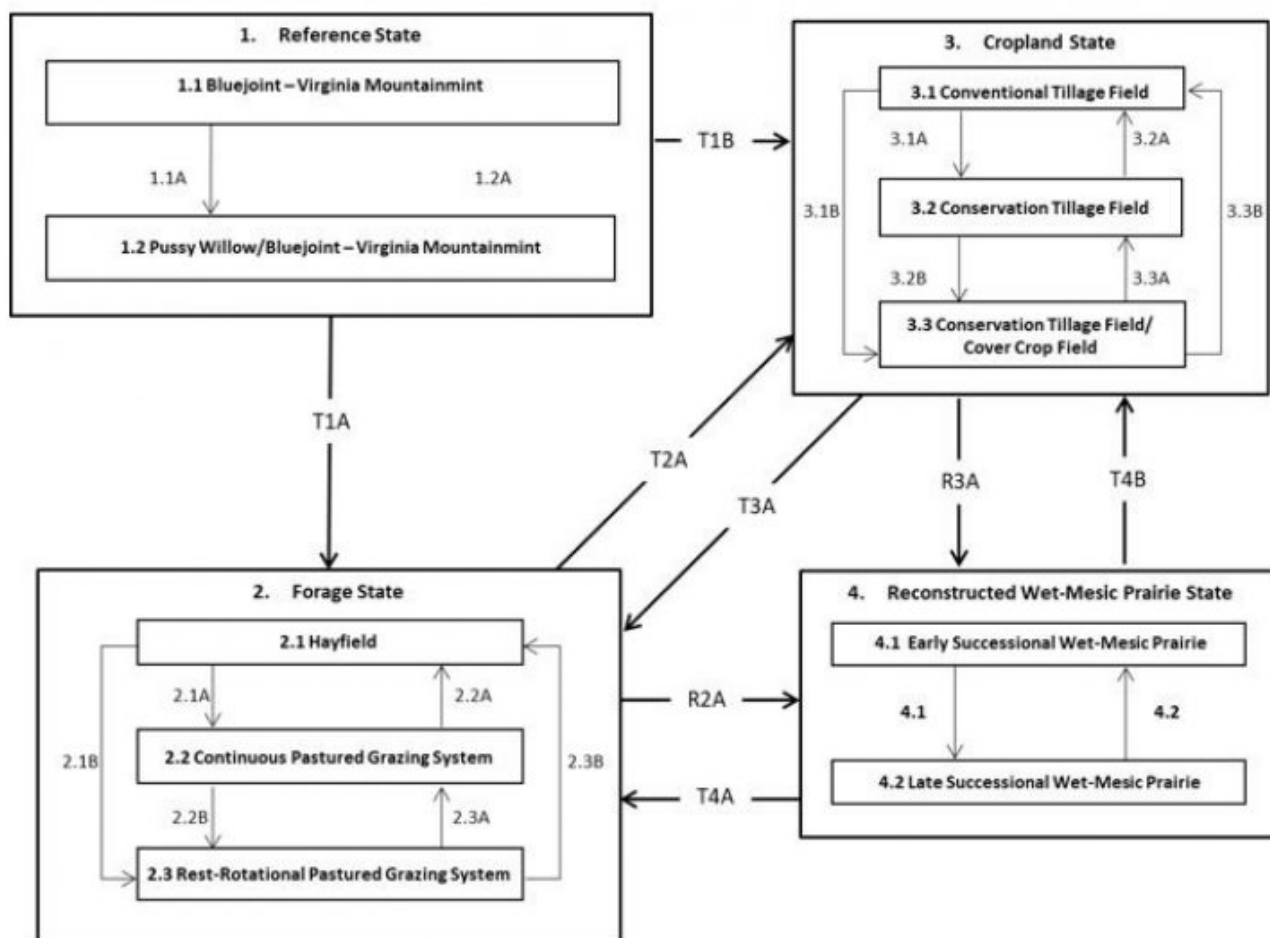 1. Reference State
1.1 Bluejoint – Virginia Mountainmint
1.1A
1.2A
1.2 Pussy Willow/Bluejoint – Virginia Mountainmint
T1B
3. Cropland State
3.1 Conventional Tillage Field
3.1A
3.2A
3.1B
3.2 Conservation Tillage Field
3.3B
3.2B
3.3A
3.3 Conservation Tillage Field/
Cover Crop Field
T1A
T2A
T3A
R3A
T4B
2. Forage State
2.1 Hayfield
2.1A
2.2A
2.1B
2.2 Continuous Pastured Grazing System
2.3B
2.2B
2.3A
2.3 Rest-Rotational Pastured Grazing System
R2A
T4A
4. Reconstructed Wet-Mesic Prairie State
4.1 Early Successional Wet-Mesic Prairie
4.1
4.2
4.2 Late Successional Wet-Mesic Prairie